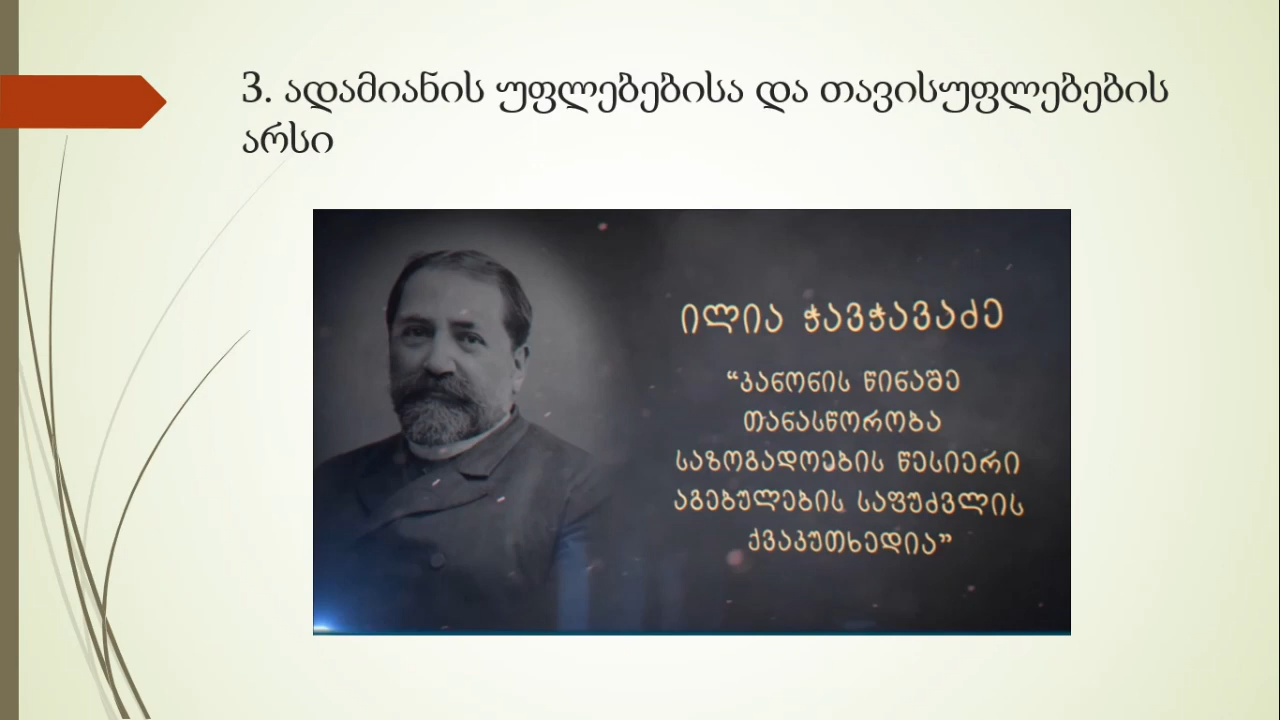 3. ადამიანის უფლებებისა და თავისუფლებების
არსი
ილია ჭავჭავაძე
“კანონის წინაშე
თანასწორობა
საზოგადოების წესიერი
აგებულების საფუძვლის
ქვაკუთხედია”